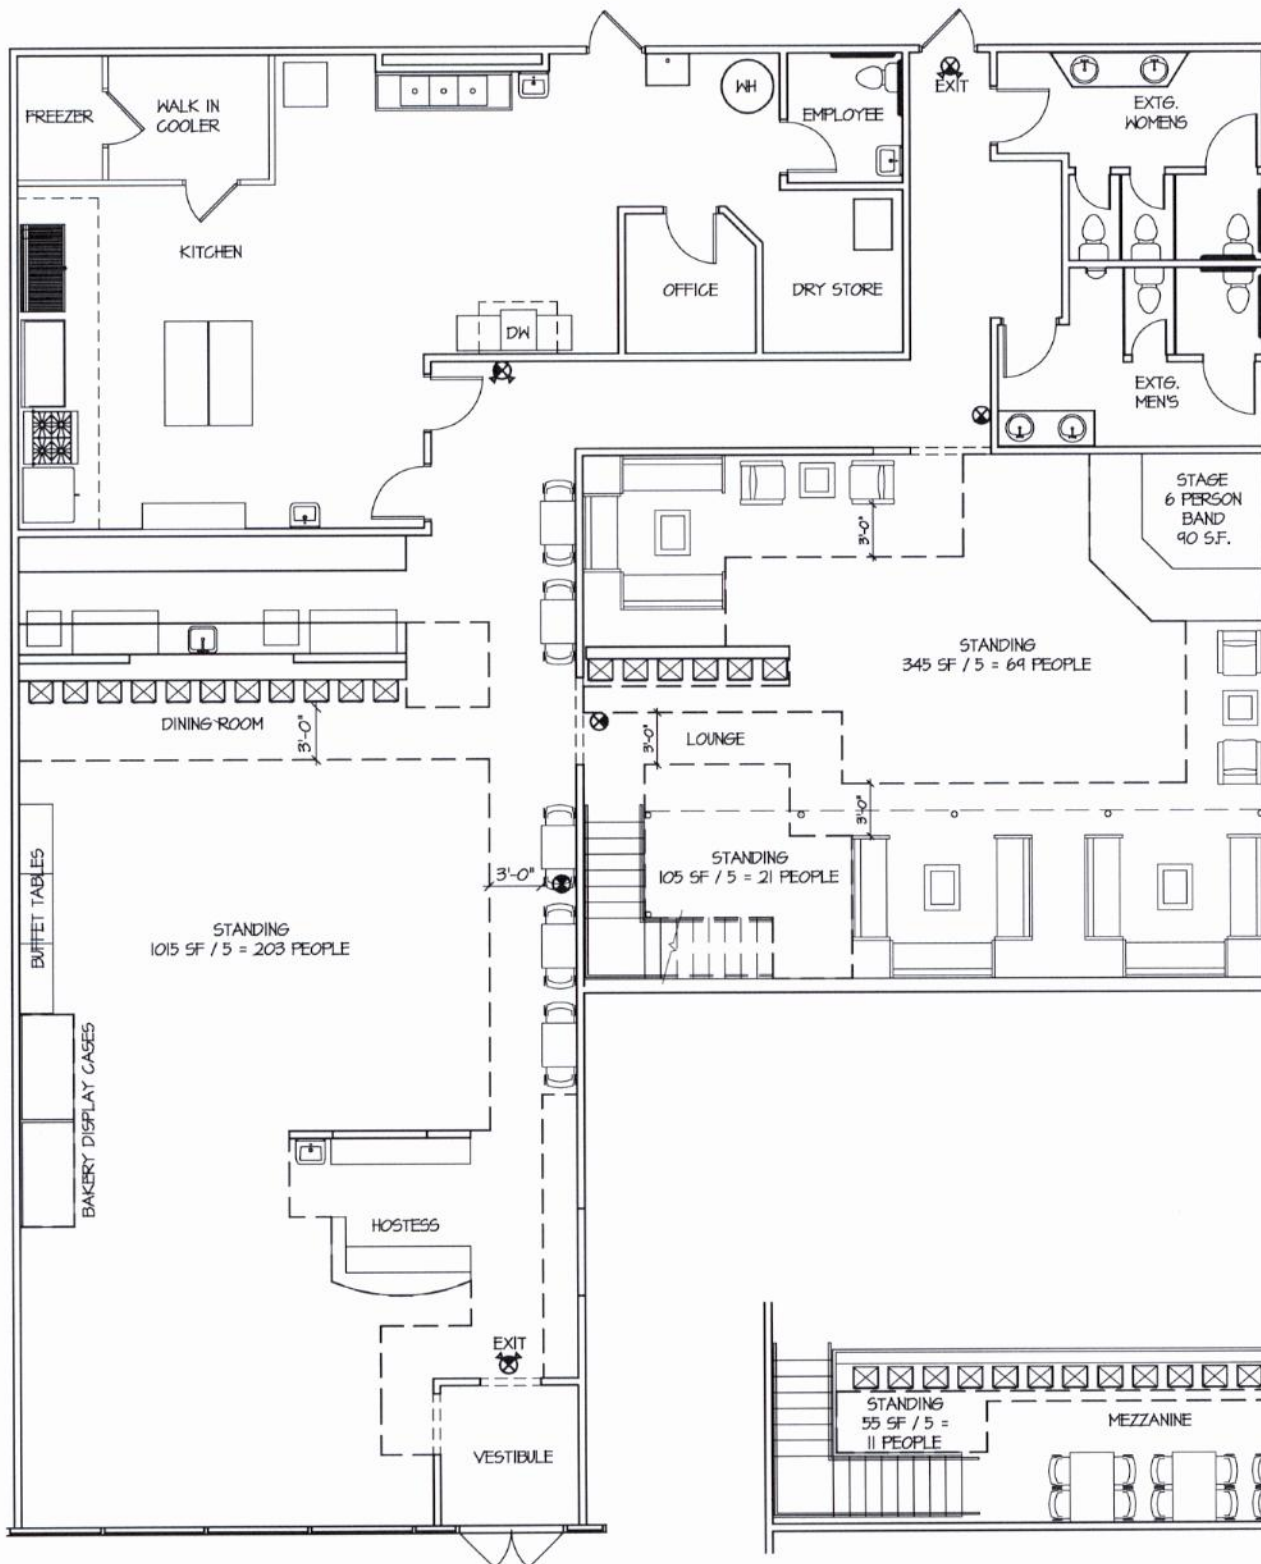 FREEZER
WALK IN
COOLER
WH
EMPLOYEE
EXIT
EXTG.
WOMENS
KITCHEN
OFFICE
DRY STORE
DW
EXTG.
MEN'S
STAGE
6 PERSON
BAND
90 S.F.
3'-0"
STANDING
345 SF / 5 = 69 PEOPLE
DINING ROOM
3'-0"
3'-0"
LOUNGE
3'-0"
STANDING
105 SF / 5 = 21 PEOPLE
3'-0"
BUFFET TABLES
STANDING
1015 SF / 5 = 203 PEOPLE
BAKERY DISPLAY CASES
HOSTESS
EXIT
VESTIBULE
STANDING
55 SF / 5 =
11 PEOPLE
MEZZANINE